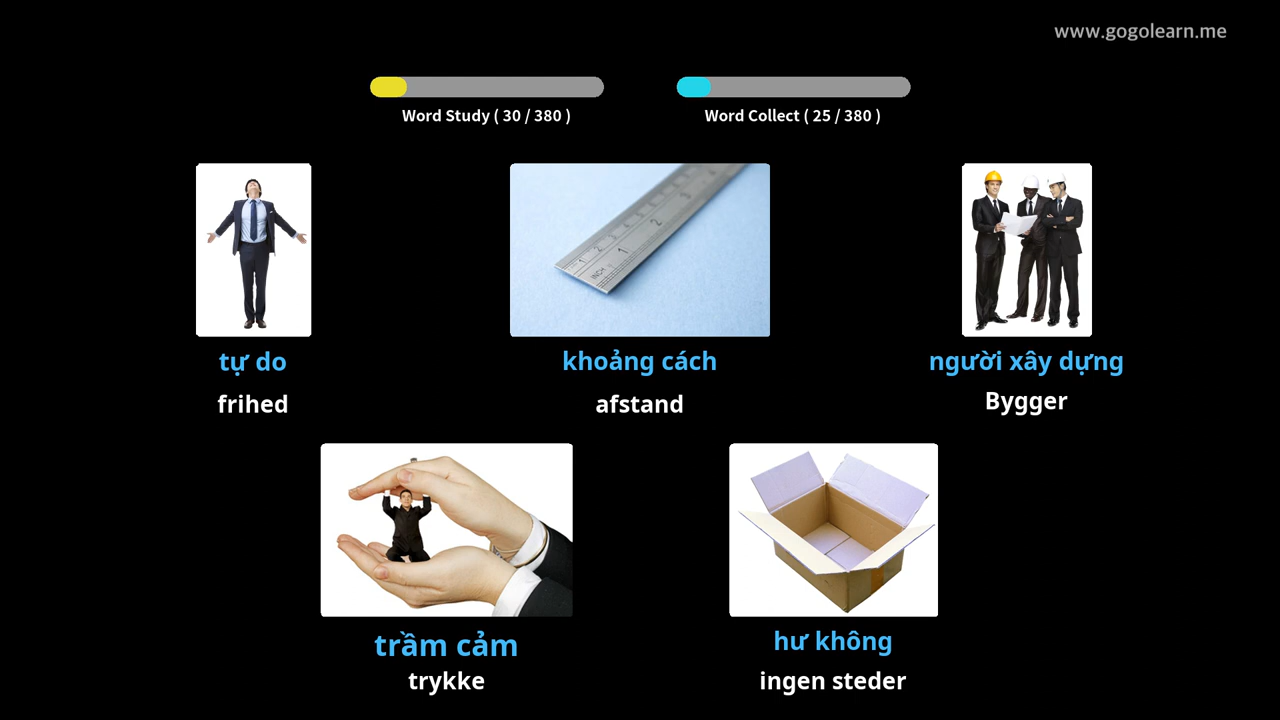 www.gogolearn.me
Word Study ( 30 / 380 )
Word Collect ( 25 / 380 )
tự do
frihed
khoảng cách
afstand
người xây dựng
Bygger
trầm cảm
trykke
hư không
ingen steder